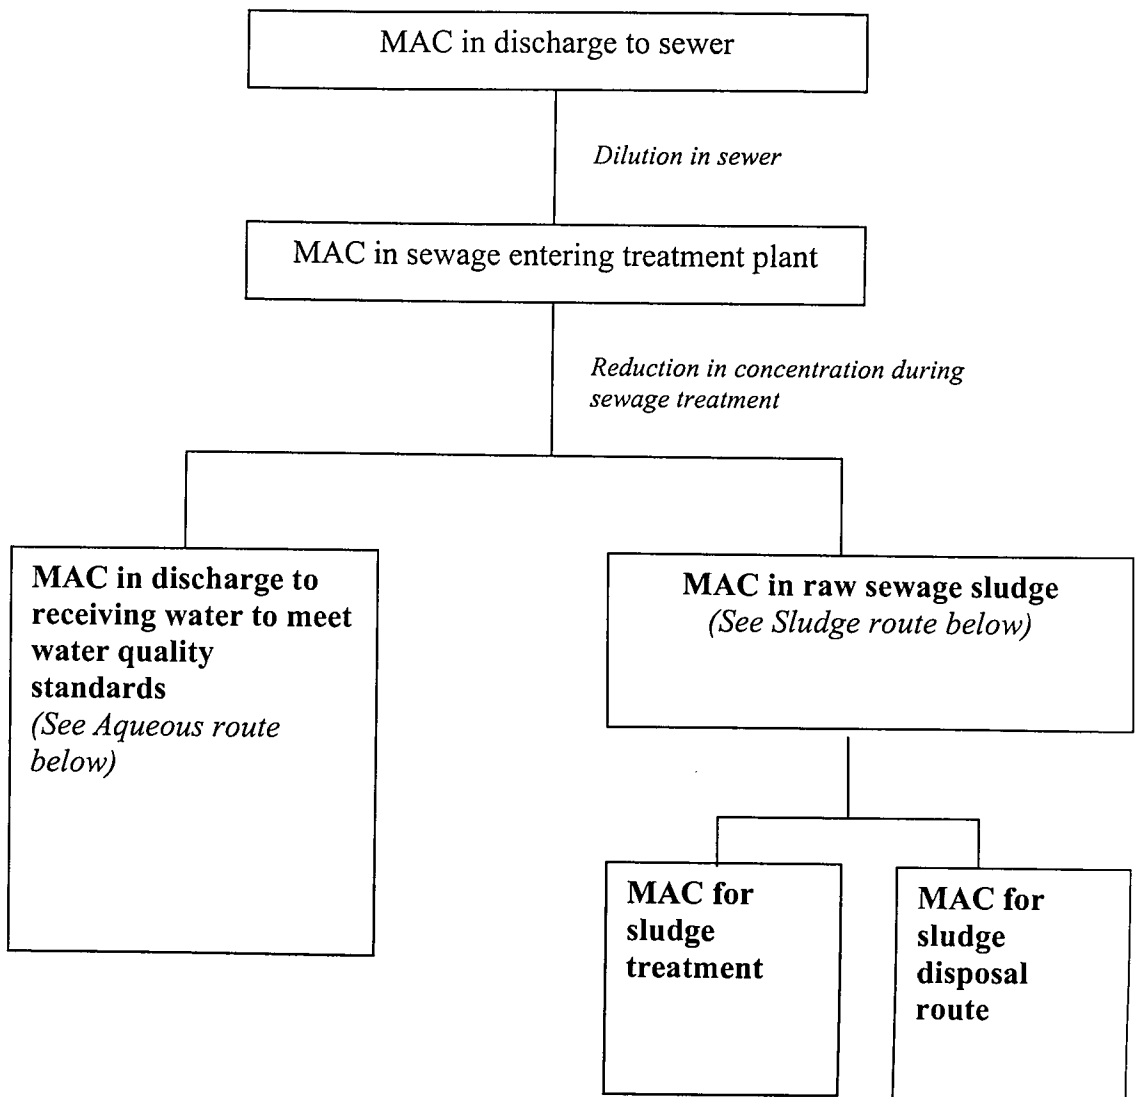 MAC in discharge to sewer
Dilution in sewer
MAC in sewage entering treatment plant
Reduction in concentration during
sewage treatment
MAC in discharge to
receiving water to meet
water quality
standards
(See Aqueous route
below)
MAC in raw sewage sludge
(See Sludge route below)
MAC for
sludge
treatment
MAC for
sludge
disposal
route